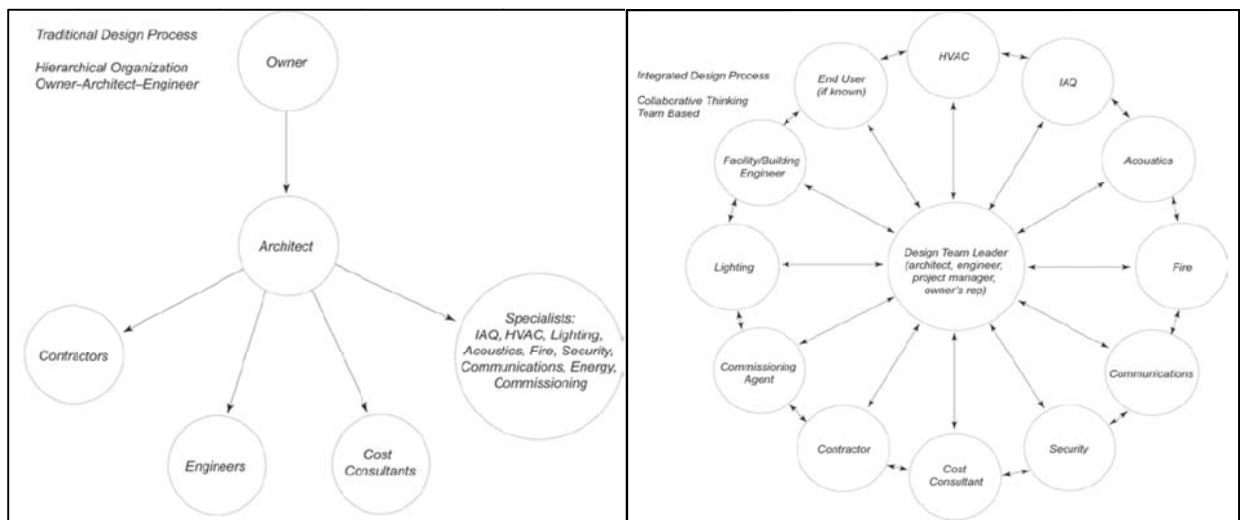 Traditional Design Process
Hierarchical Organization
Owner–Architect–Engineer
Owner
Architect
Contractors
Engineers
Cost
Consultants
Specialists:
IAQ, HVAC, Lighting,
Acoustics, Fire, Security,
Communications, Energy,
Commissioning
Integrated Design Process
Collaborative Thinking
Team Based
HVAC
IAQ
Acoustics
Fire
Communications
Security
Cost
Consultant
Contractor
Commissioning
Agent
Lighting
Facility/Building
Engineer
End User
(if known)
Design Team Leader
(architect, engineer,
project manager,
owner's rep)